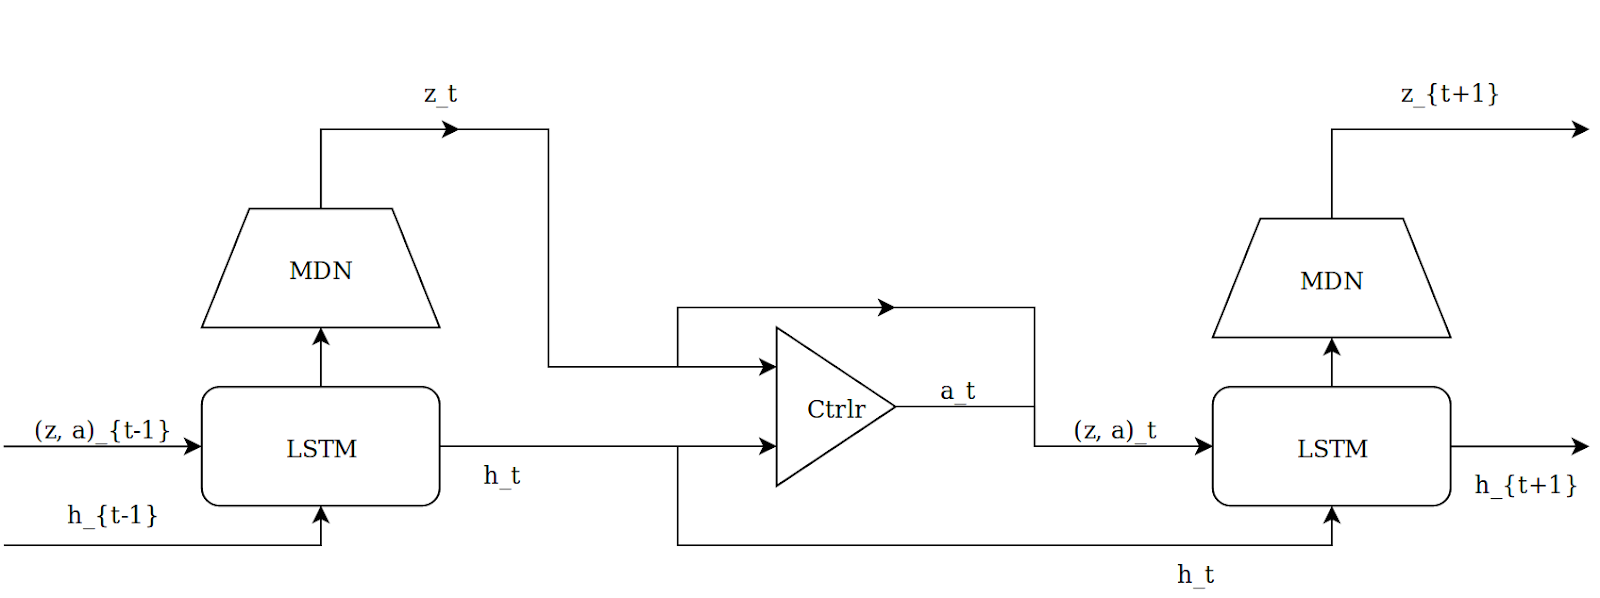 z_t
z_{t+1}
MDN
MDN
a_t
Ctrlr
(z, a)_{t-1}
LSTM
(z, a)_t
LSTM
h_t
h_{t+1}
h_{t-1}
h_t